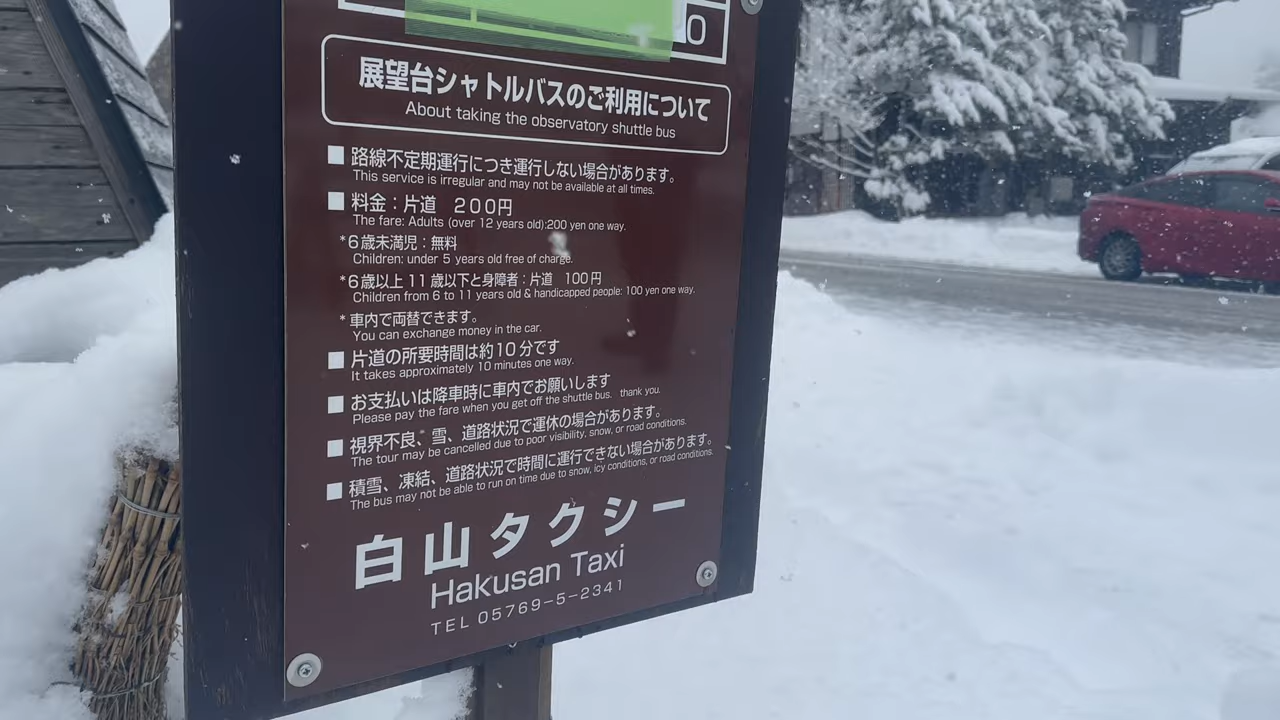 0
展望台シャトルバスのご利用について
About taking the observatory shuttle bus
■路線不定期運行につき運行しない場合があります。
This service is irregular and may not be available at all times.
■料金：片道 200円
The fare: Adults (over 12 years old):200 yen one way.
*6歳未満児：無料
Children: under 5 years old free of charge.
*6歳以上11歳以下と身障者：片道 100円
Children from 6 to 11 years old & handicapped people: 100 yen one way.
*車内で両替できます。
You can exchange money in the car.
■片道の所要時間は約10分です
It takes approximately 10 minutes one way.
■お支払いは降車時に車内でお願いします
Please pay the fare when you get off the shuttle bus. thank you.
■視界不良、雪、道路状況で運休の場合があります。
The tour may be cancelled due to poor visibility, snow, or road conditions.
■積雪、凍結、道路状況で時間に運行できない場合があります。
The bus may not be able to run on time due to snow, icy conditions, or road conditions.
白山タクシー
Hakusan Taxi
TEL 05769-5-2341